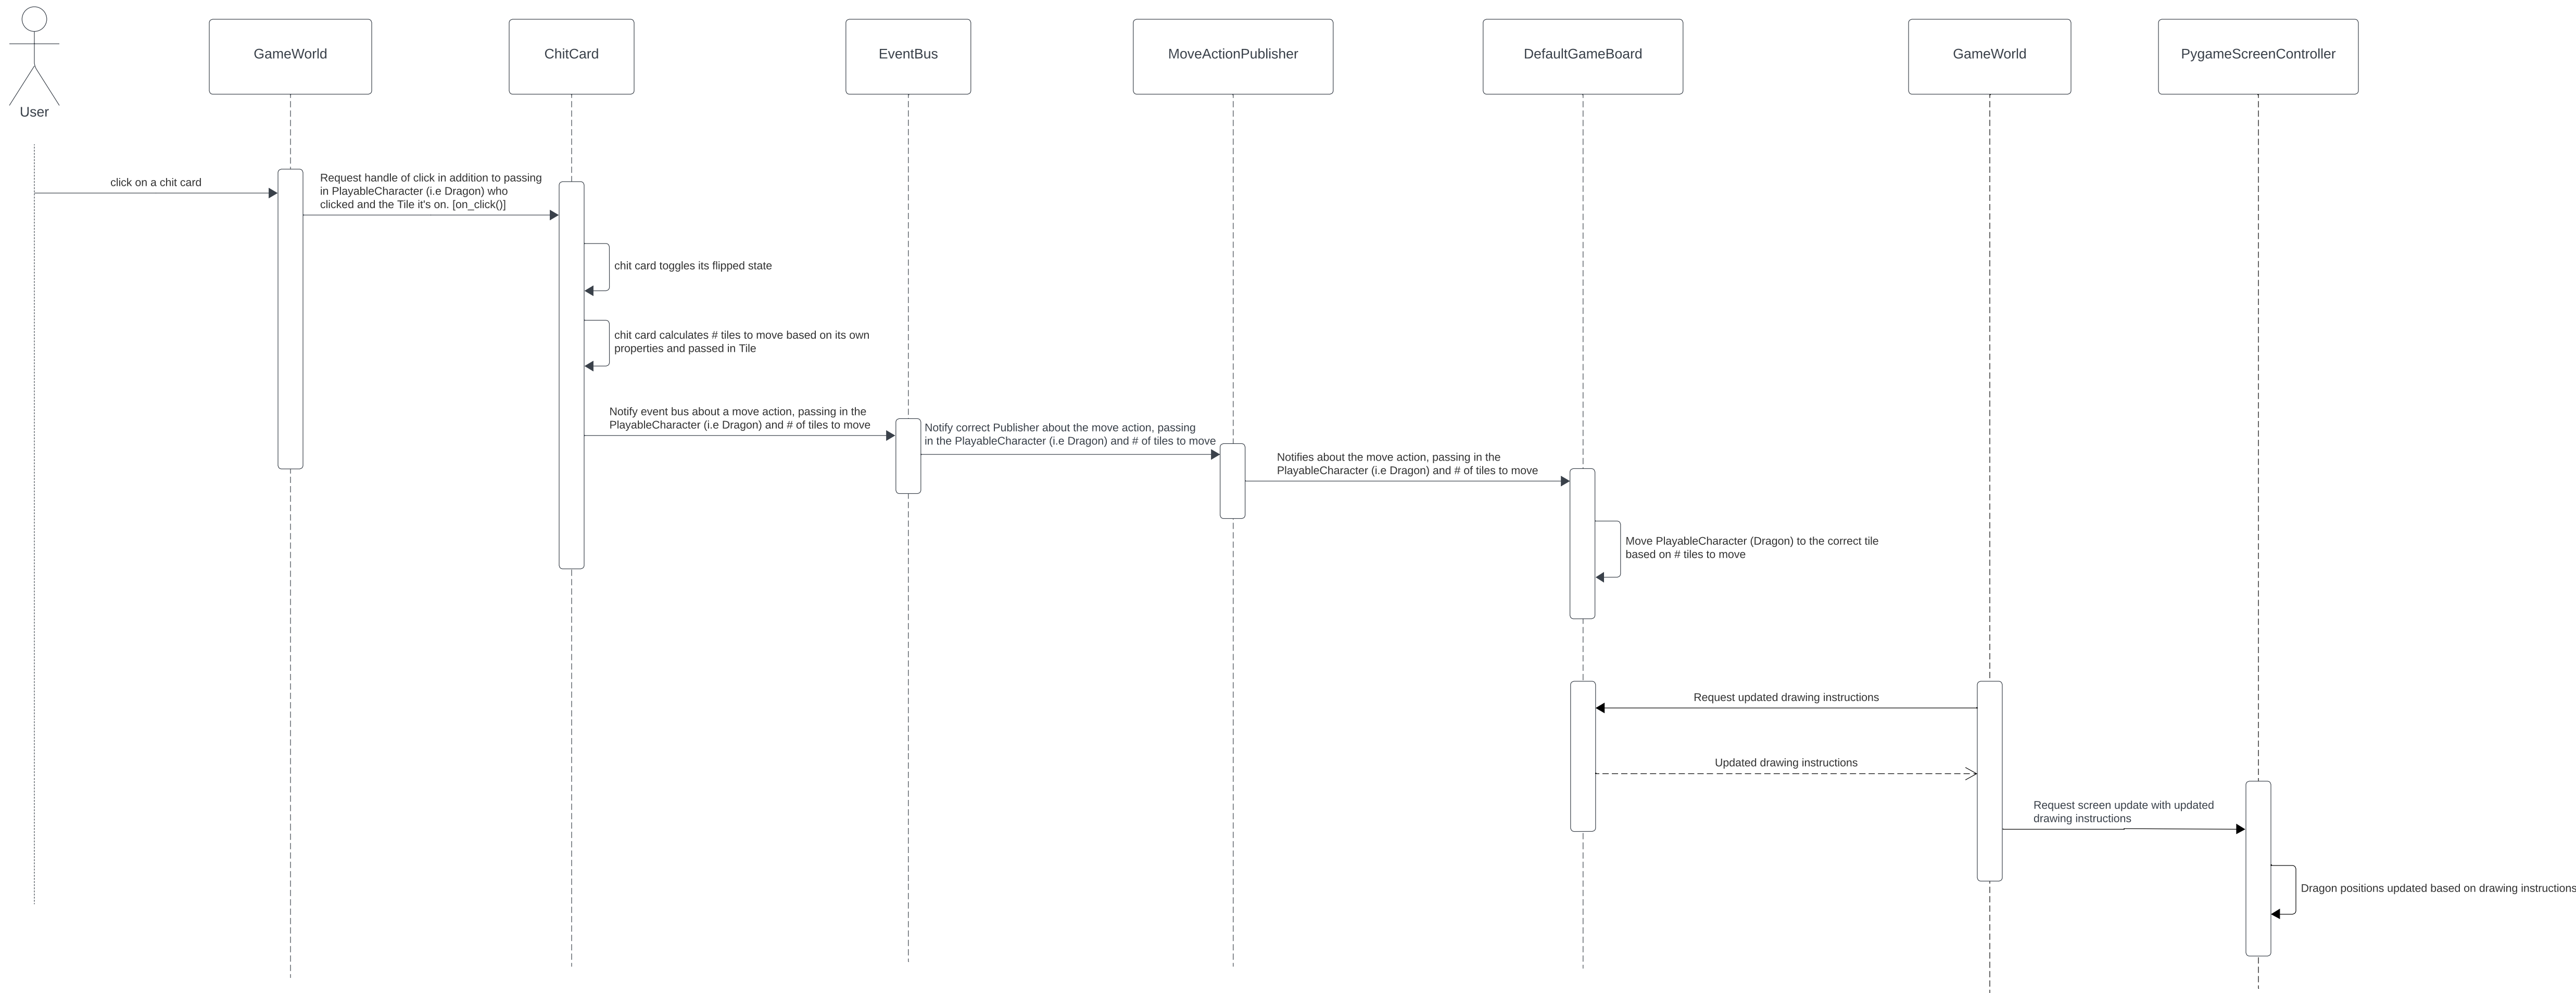 User
GameWorld
ChitCard
EventBus
MoveActionPublisher
DefaultGameBoard
GameWorld
PygameScreenController
click on a chit card
Request handle of click in addition to passing
in PlayableCharacter (i.e Dragon) who
clicked and the Tile it's on. [on_click()]
chit card toggles its flipped state
chit card calculates # tiles to move based on its own
properties and passed in Tile
Notify event bus about a move action, passing in the
PlayableCharacter (i.e Dragon) and # of tiles to move
Notify correct Publisher about the move action, passing
in the PlayableCharacter (i.e Dragon) and # of tiles to move
Notifies about the move action, passing in the
PlayableCharacter (i.e Dragon) and # of tiles to move
Move PlayableCharacter (Dragon) to the correct tile
based on # tiles to move
Request updated drawing instructions
Updated drawing instructions
Request screen update with updated
drawing instructions
Dragon positions updated based on drawing instructions